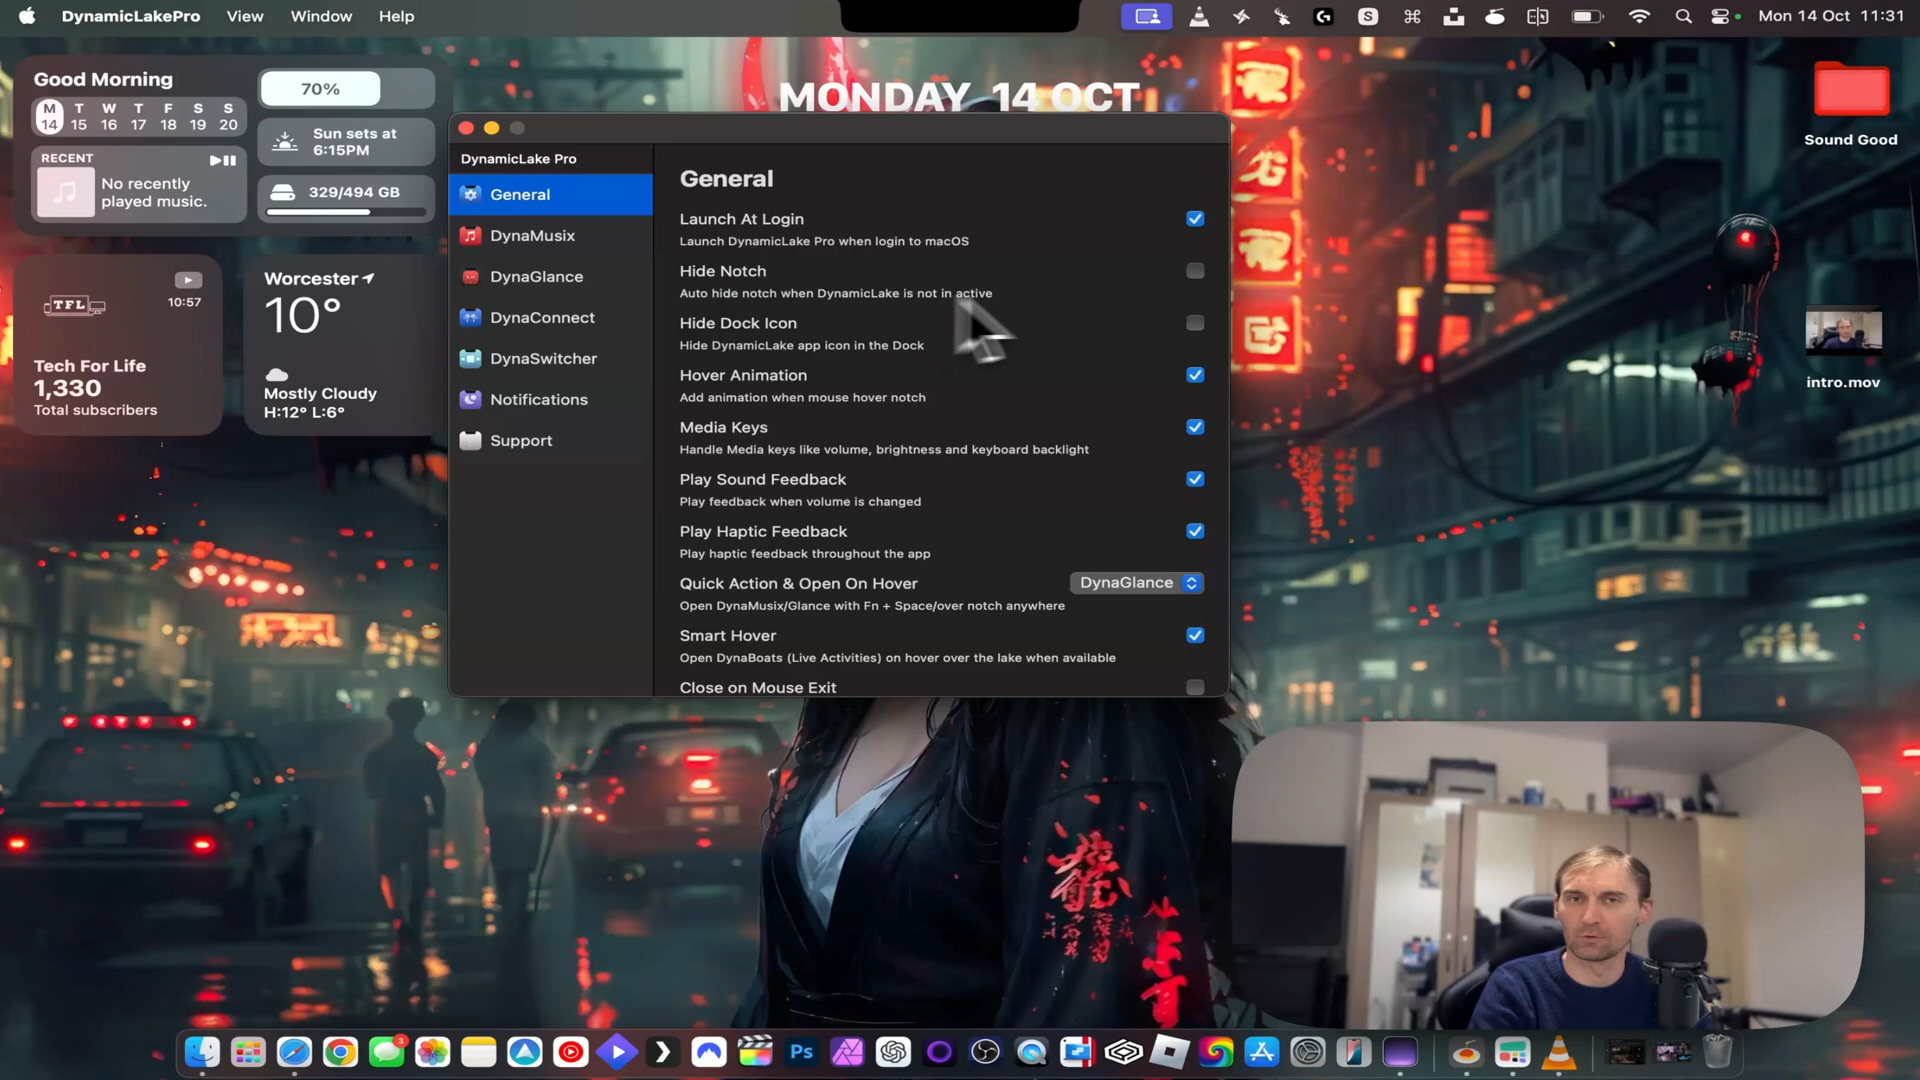 DynamicLakePro View Window Help
Mon 14 Oct 11:31
Good Morning
M T W T F S S
14 15 16 17 18 19 20
70%
Sun sets at
6:15PM
RECENT
No recently
played music.
329/494 GB
MONDAY 14 OCT
TFL
10:57
Tech For Life
1,330
Total subscribers
Worcester
10°
Mostly Cloudy
H:12° L:6°
DynamicLake Pro
General
DynaMusix
DynaGlance
DynaConnect
DynaSwitcher
Notifications
Support
General
Launch At Login
Launch DynamicLake Pro when login to macOS
Hide Notch
Auto hide notch when DynamicLake is not in active
Hide Dock Icon
Hide DynamicLake app icon in the Dock
Hover Animation
Add animation when mouse hover notch
Media Keys
Handle Media keys like volume, brightness and keyboard backlight
Play Sound Feedback
Play feedback when volume is changed
Play Haptic Feedback
Play haptic feedback throughout the app
Quick Action & Open On Hover
DynaGlance
Open DynaMusix/Glance with Fn + Space/over notch anywhere
Smart Hover
Open DynaBoats (Live Activities) on hover over the lake when available
Close on Mouse Exit
Sound Good
intro.mov
3
Ps